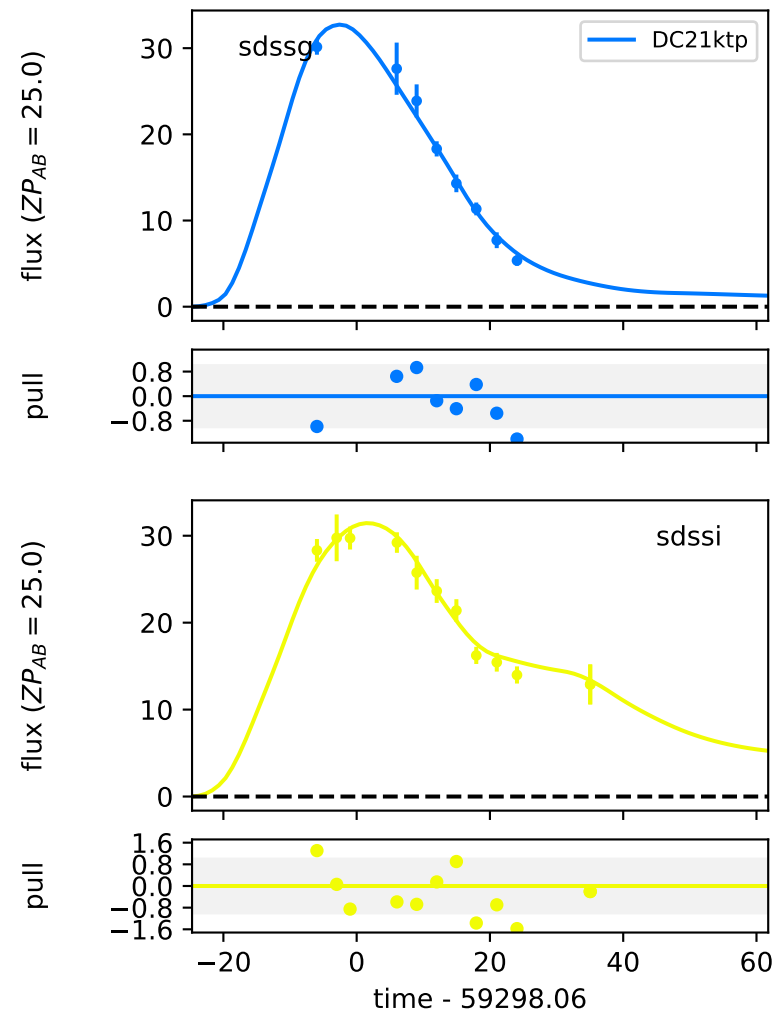 sdssg
DC21ktp
flux (ZP_AB = 25.0)
30
20
10
0
pull
0.8
0.0
−0.8
sdssi
flux (ZP_AB = 25.0)
30
20
10
0
pull
1.6
0.8
0.0
−0.8
−1.6
−20 0 20 40 60
time - 59298.06